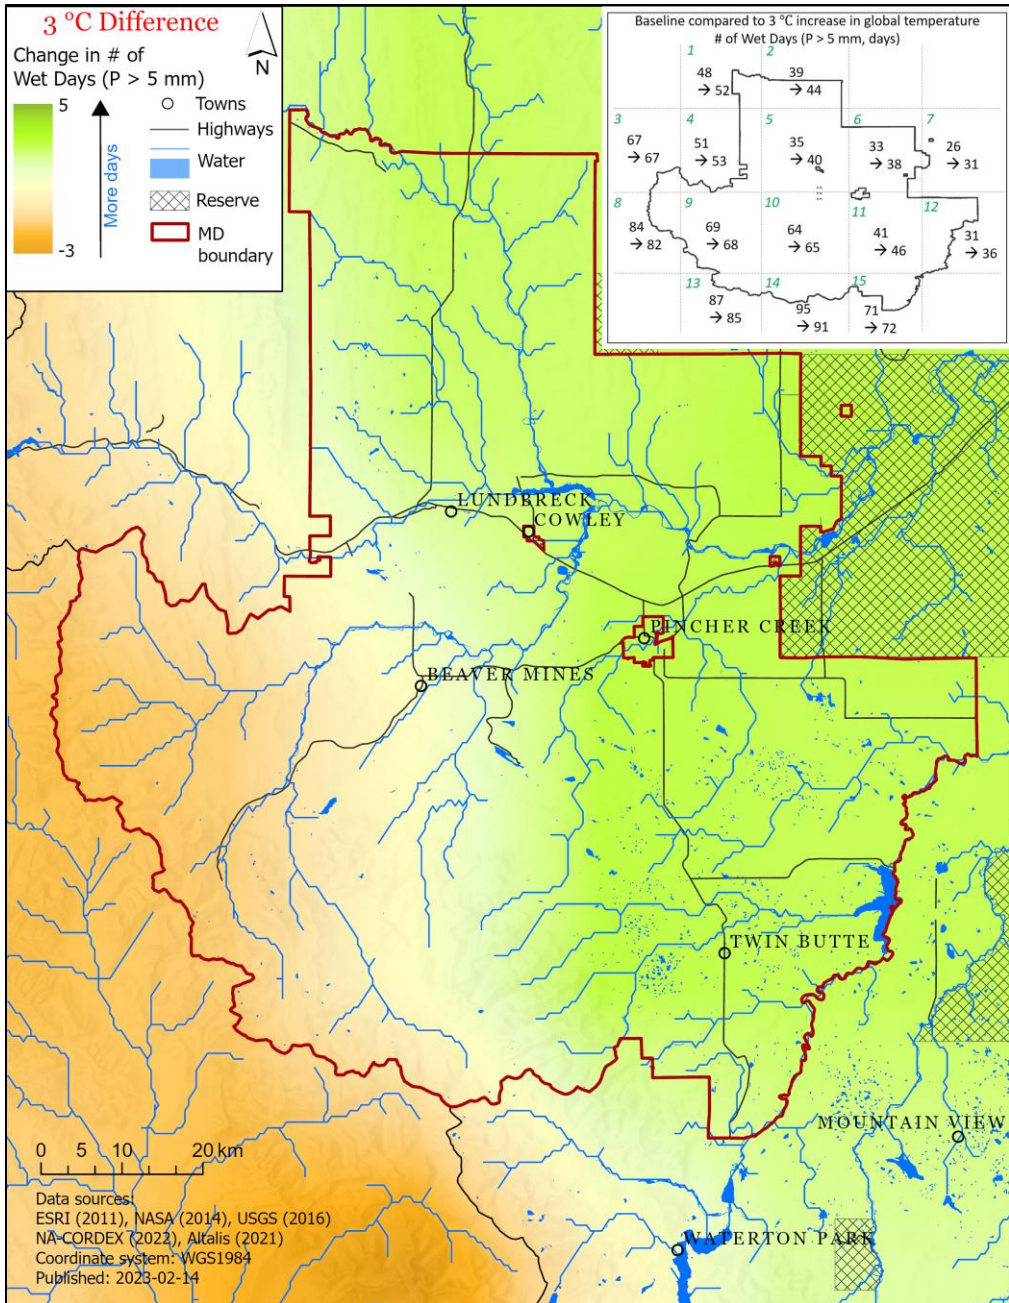 3 °C Difference
Change in # of
Wet Days (P > 5 mm)
5
-3
More days
N
Towns
Highways
Water
Reserve
MD
boundary
Baseline compared to 3 °C increase in global temperature
# of Wet Days (P > 5 mm, days)
1 2
48 → 52
39 → 44
3 4 5 6 7
67 → 67
51 → 53
35 → 40
33 → 38
26 → 31
8 9 10 11 12
84 → 82
69 → 68
64 → 65
41 → 46
31 → 36
13 14 15
87 → 85
95 → 91
71 → 72
LUNDBRECK
COWLEY
PINCHER CREEK
BEAVER MINES
TWIN BUTTE
MOUNTAIN VIEW
WATERTON PARK
0 5 10 20 km
Data sources:
ESRI (2011), NASA (2014), USGS (2016)
NA-CORDEX (2022), Altalis (2021)
Coordinate system: WGS1984
Published: 2023-02-14